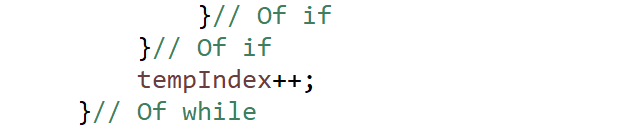 }// Of if
}// Of if
tempIndex++;
}// Of while